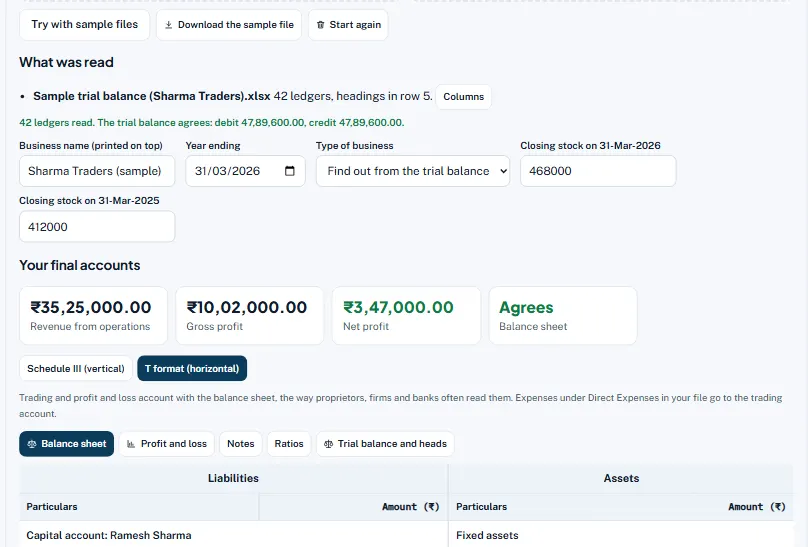 Try with sample files Download the sample file Start again
What was read
• Sample trial balance (Sharma Traders).xlsx 42 ledgers, headings in row 5. Columns
42 ledgers read. The trial balance agrees: debit 47,89,600.00, credit 47,89,600.00.
Business name (printed on top) Year ending Type of business Closing stock on 31-Mar-2026
Sharma Traders (sample) 31/03/2026 Find out from the trial balance 468000
Closing stock on 31-Mar-2025
412000
Your final accounts
₹35,25,000.00 ₹10,02,000.00 ₹3,47,000.00 Agrees
Revenue from operations Gross profit Net profit Balance sheet
Schedule III (vertical) T format (horizontal)
Trading and profit and loss account with the balance sheet, the way proprietors, firms and banks often read them. Expenses under Direct Expenses in your file go to the trading
account.
Balance sheet Profit and loss Notes Ratios Trial balance and heads
Liabilities Assets
Particulars Amount (₹) Particulars Amount (₹)
Capital account: Ramesh Sharma Fixed assets